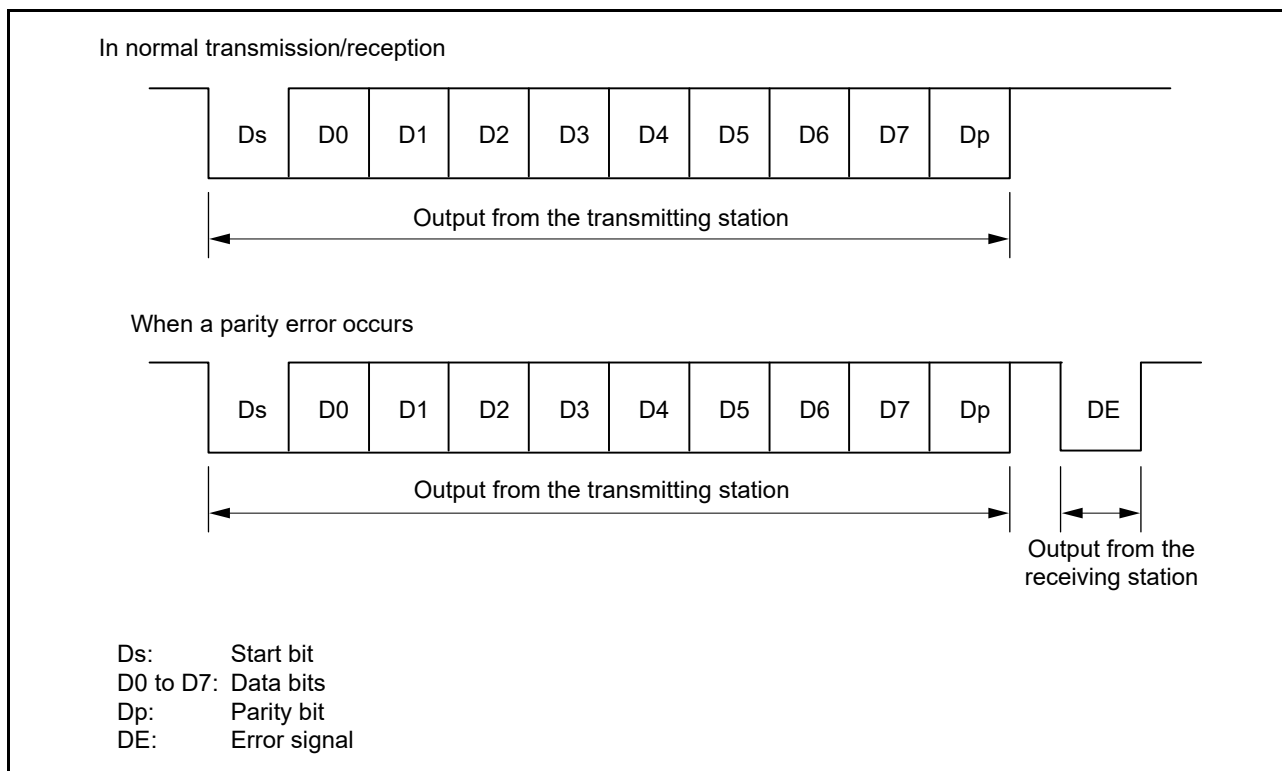 In normal transmission/reception
Ds D0 D1 D2 D3 D4 D5 D6 D7 Dp
Output from the transmitting station
When a parity error occurs
Ds D0 D1 D2 D3 D4 D5 D6 D7 Dp DE
Output from the transmitting station
Output from the
receiving station
Ds: Start bit
D0 to D7: Data bits
Dp: Parity bit
DE: Error signal